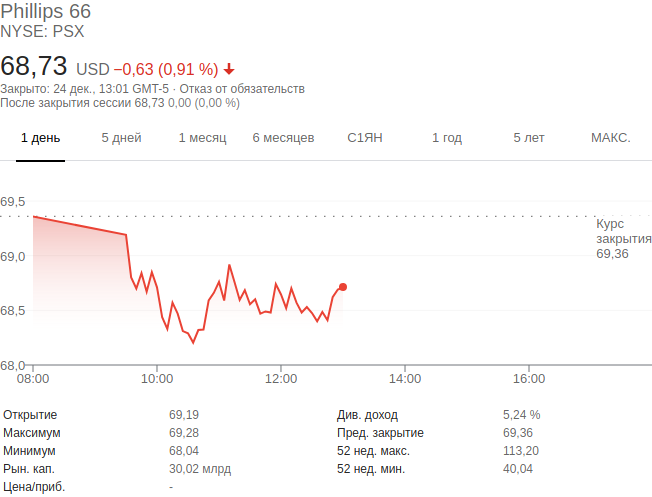 Phillips 66
NYSE: PSX
68,73 USD −0,63 (0,91 %)
Закрыто: 24 дек., 13:01 GMT-5 · Отказ от обязательств
После закрытия сессии 68,73 0,00 (0,00 %)
1 день 5 дней 1 месяц 6 месяцев С1ЯН 1 год 5 лет МАКС.
69,5
Курс
закрытия
69,36
69,0
68,5
68,0
08:00 10:00 12:00 14:00 16:00
Открытие 69,19 Див. доход 5,24 %
Максимум 69,28 Пред. закрытие 69,36
Минимум 68,04 52 нед. макс. 113,20
Рын. кап. 30,02 млрд 52 нед. мин. 40,04
Цена/приб. -